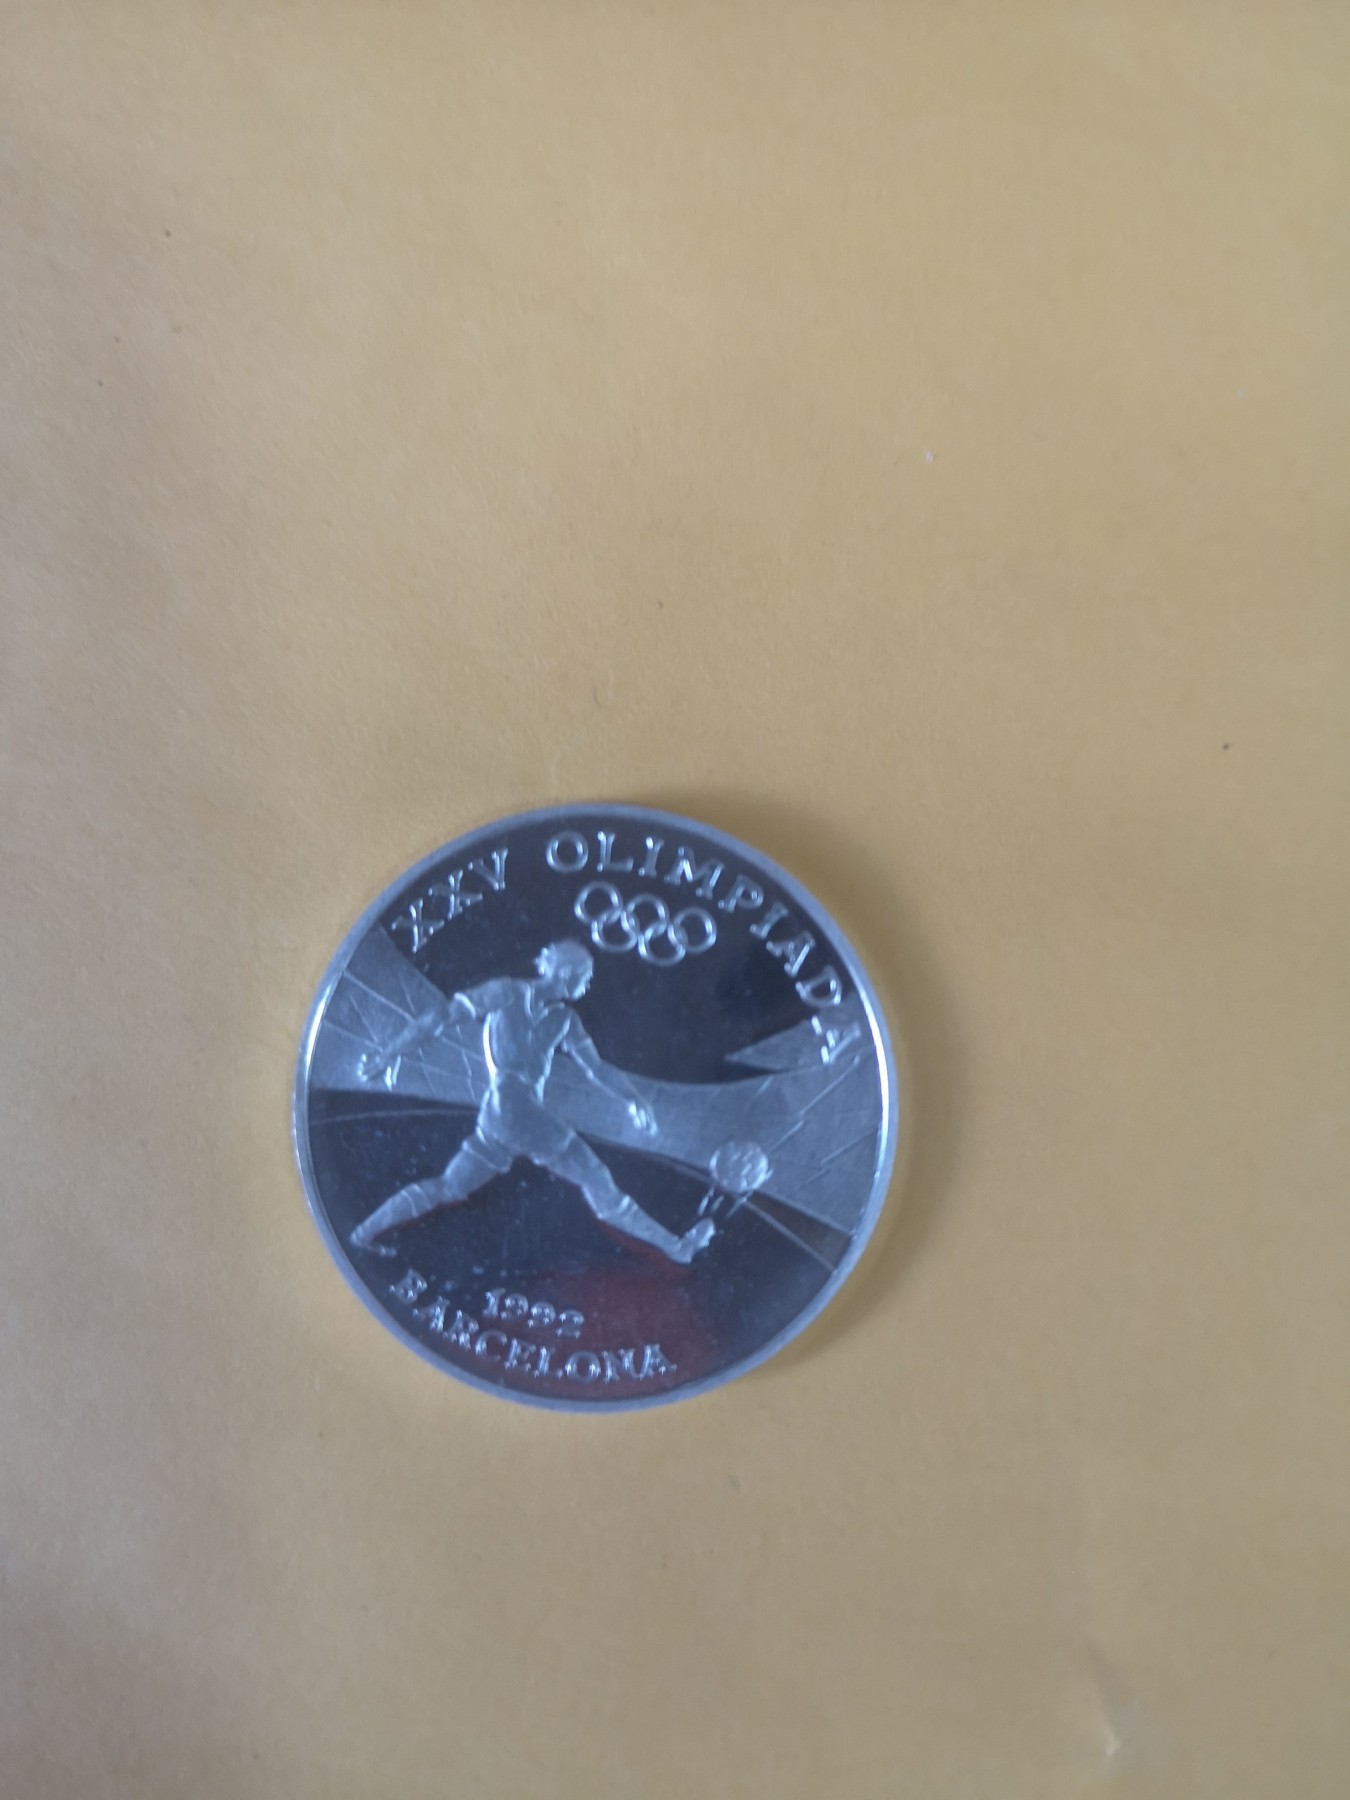 XXV OLIMPIADA
1992
BARCELONA